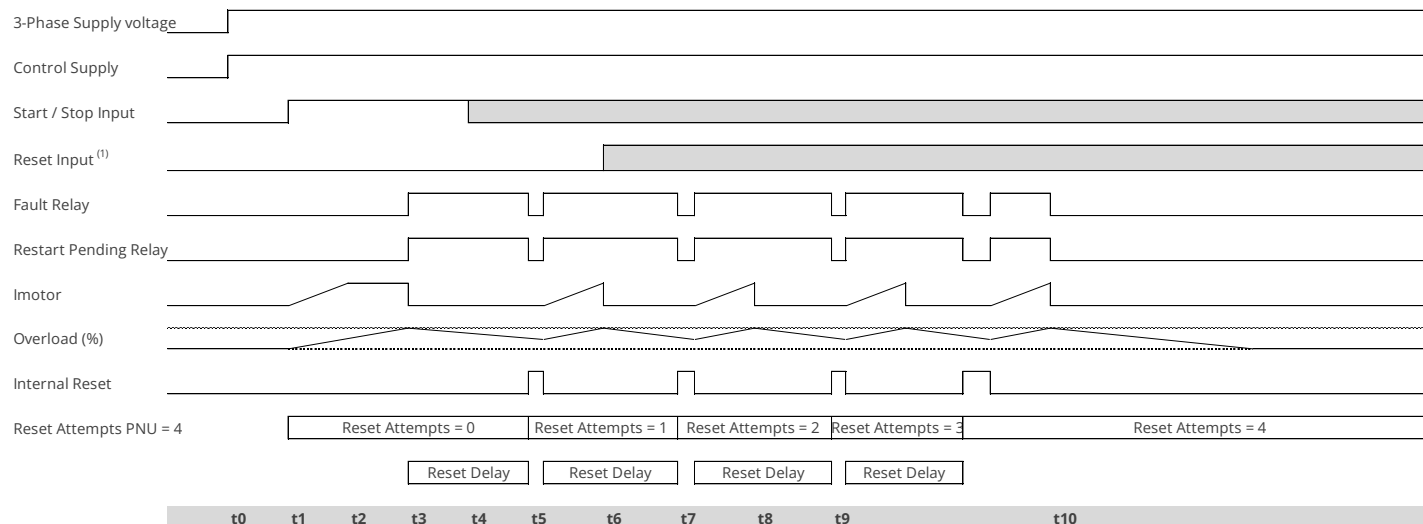 3-Phase Supply voltage
Control Supply
Start / Stop Input
Reset Input (1)
Fault Relay
Restart Pending Relay
Imotor
Overload (%)
Internal Reset
Reset Attempts PNU = 4 Reset Attempts = 0 Reset Attempts = 1 Reset Attempts = 2 Reset Attempts = 3 Reset Attempts = 4
Reset Delay Reset Delay Reset Delay Reset Delay
t0 t1 t2 t3 t4 t5 t6 t7 t8 t9 t10